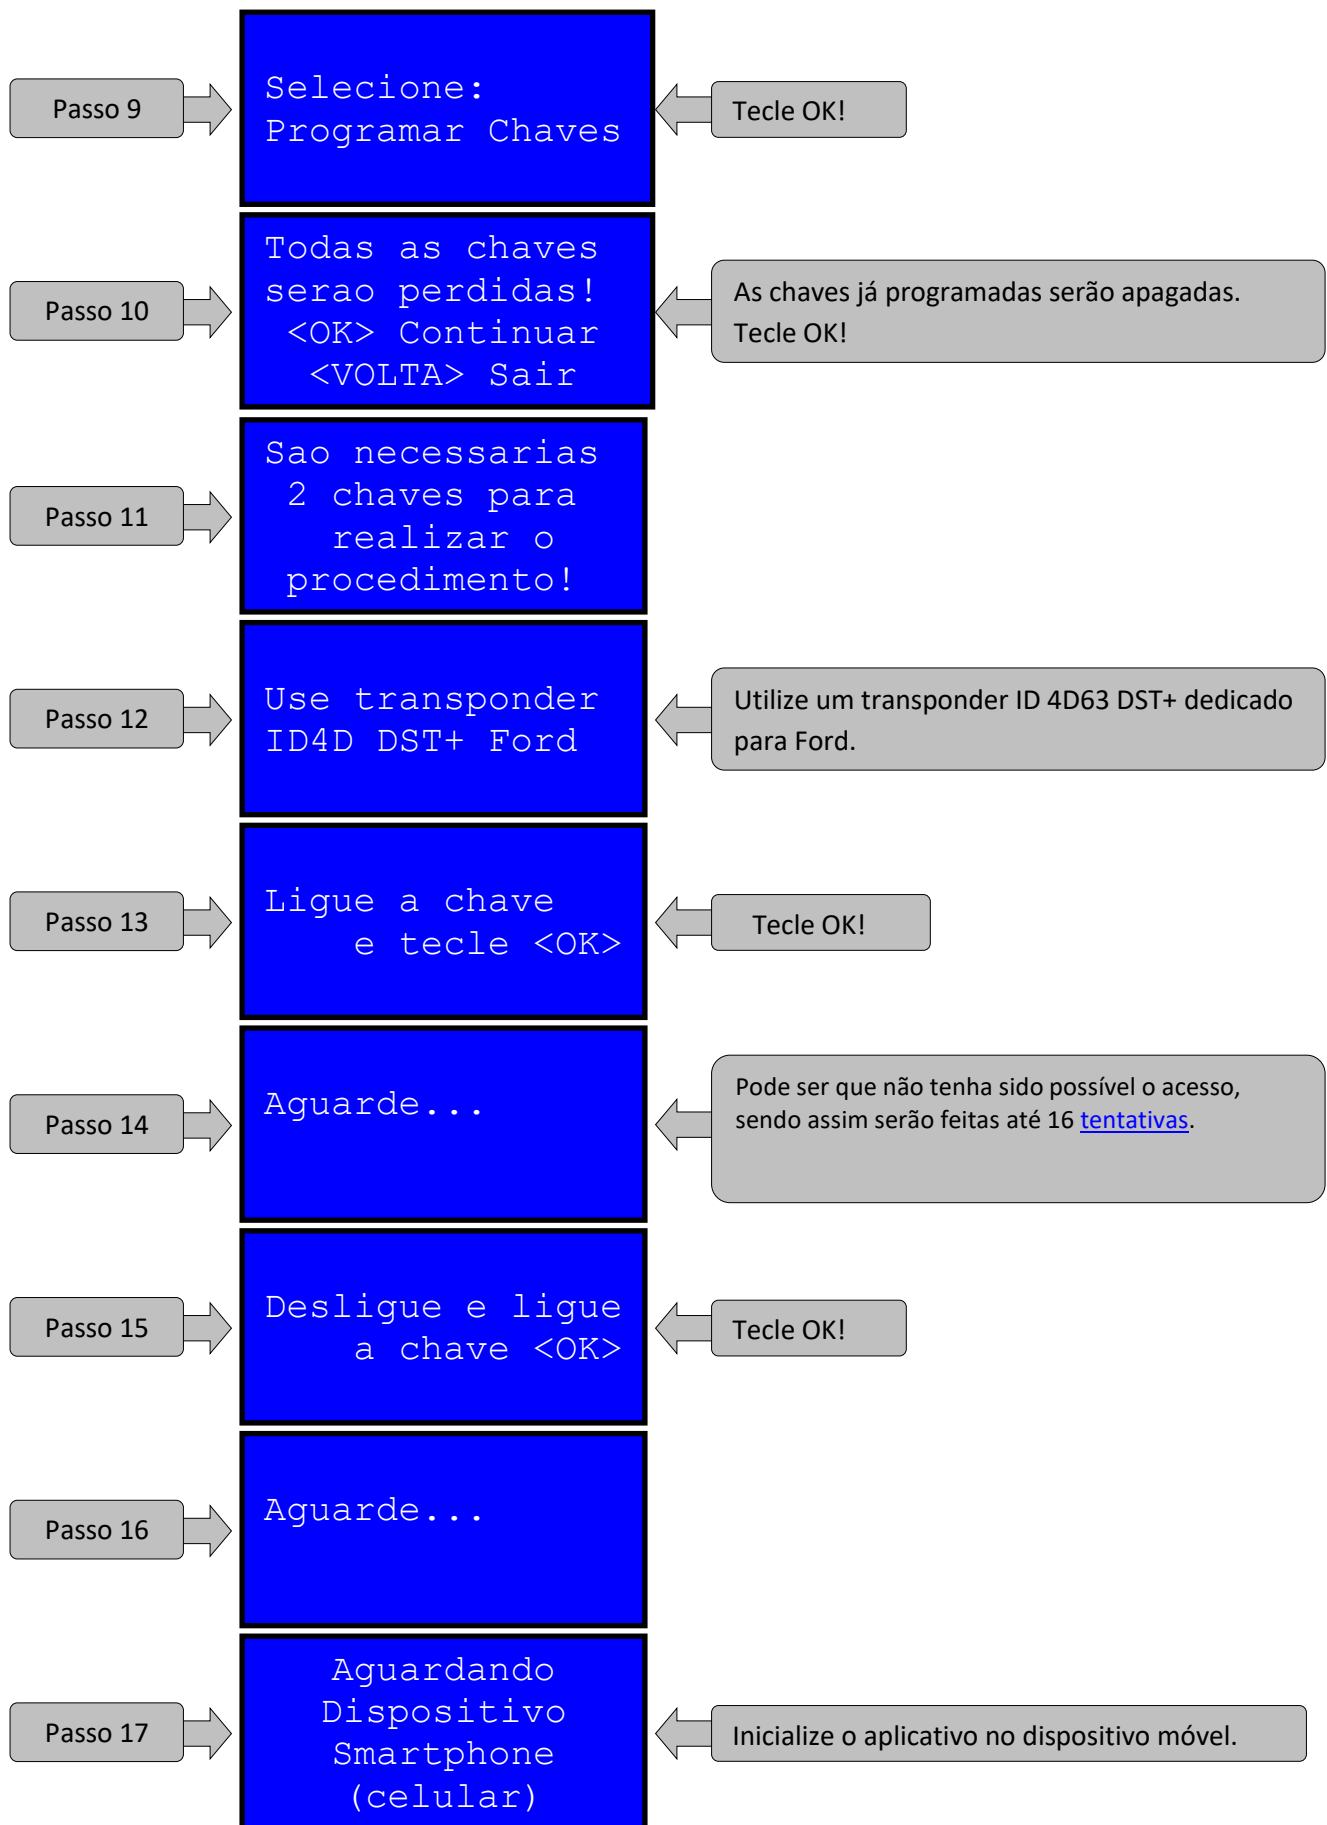 Passo 9
Selecione:
Programar Chaves
Tecle OK!
Passo 10
Todas as chaves
serao perdidas!
<OK> Continuar
<VOLTA> Sair
As chaves já programadas serão apagadas.
Tecle OK!
Passo 11
Sao necessarias
2 chaves para
realizar o
procedimento!
Passo 12
Use transponder
ID4D DST+ Ford
Utilize um transponder ID 4D63 DST+ dedicado
para Ford.
Passo 13
Ligue a chave
e tecle <OK>
Tecle OK!
Passo 14
Aguarde...
Pode ser que não tenha sido possível o acesso,
sendo assim serão feitas até 16 tentativas.
Passo 15
Desligue e ligue
a chave <OK>
Tecle OK!
Passo 16
Aguarde...
Passo 17
Aguardando
Dispositivo
Smartphone
(celular)
Inicialize o aplicativo no dispositivo móvel.